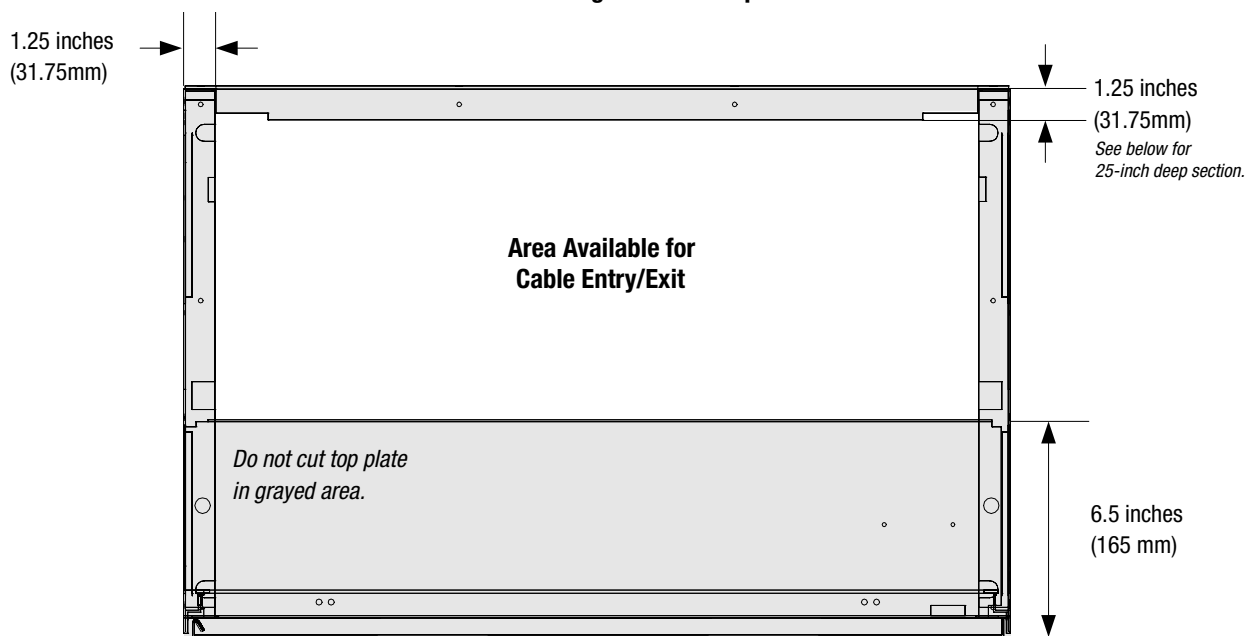 1.25 inches
(31.75mm)
1.25 inches
(31.75mm)
See below for
25-inch deep section.
Area Available for
Cable Entry/Exit
Do not cut top plate
in grayed area.
6.5 inches
(165 mm)